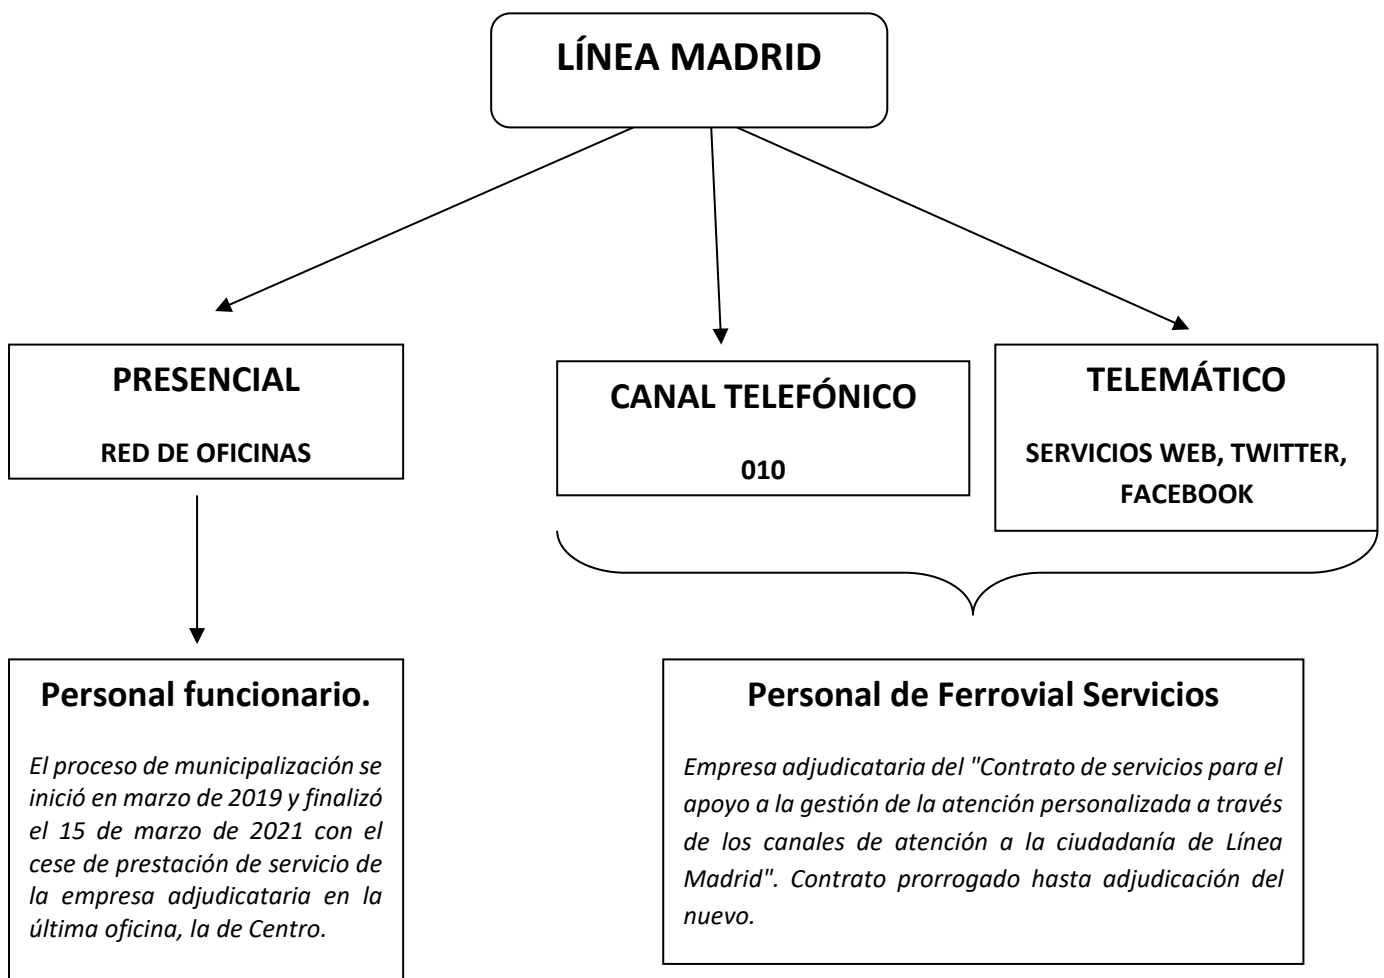 LÍNEA MADRID
PRESENCIAL
RED DE OFICINAS
CANAL TELEFÓNICO
010
TELEMÁTICO
SERVICIOS WEB, TWITTER,
FACEBOOK
Personal funcionario.
El proceso de municipalización se
inició en marzo de 2019 y finalizó
el 15 de marzo de 2021 con el
cese de prestación de servicio de
la empresa adjudicataria en la
última oficina, la de Centro.
Personal de Ferrovial Servicios
Empresa adjudicataria del "Contrato de servicios para el
apoyo a la gestión de la atención personalizada a través
de los canales de atención a la ciudadanía de Línea
Madrid". Contrato prorrogado hasta adjudicación del
nuevo.